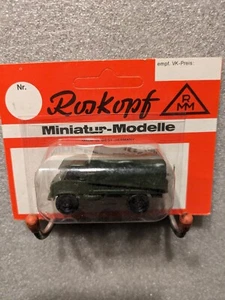 Nr.
empf. VK-Preis
Roskopf
RMM
Miniatur-Modelle